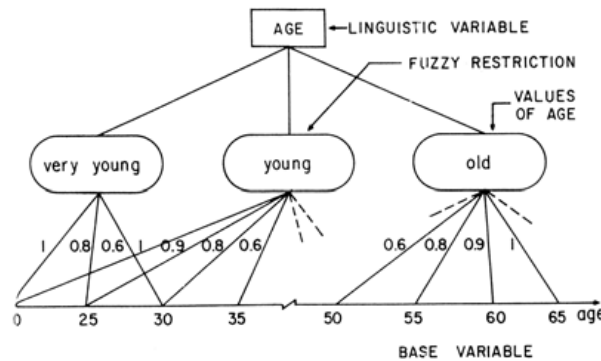 AGE
LINGUISTIC VARIABLE
FUZZY RESTRICTION
VALUES
OF AGE
very young
young
old
1 0.8 0.6 1 0.9 0.8 0.6 0.6 0.8 0.9 1
0 25 30 35 50 55 60 65 age
BASE VARIABLE